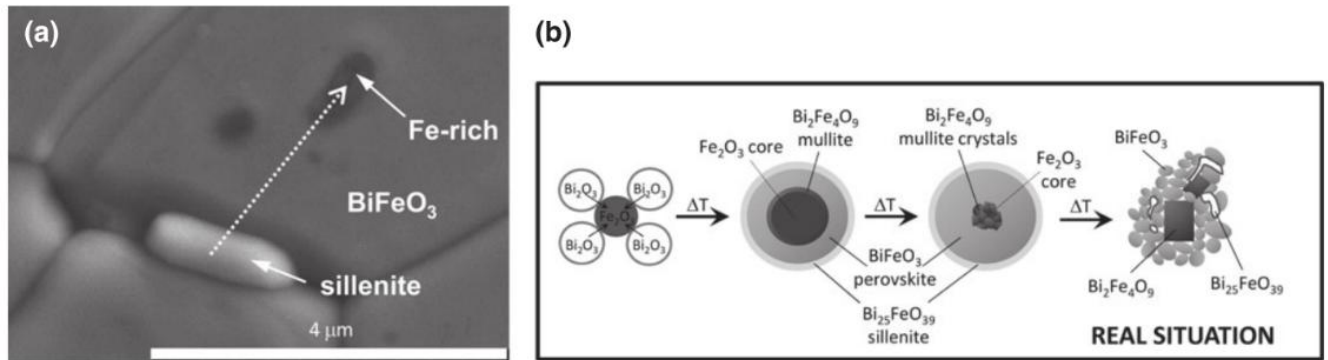 (a)
Fe-rich
BiFeO₃
sillenite
4 μm
(b)
Bi₂Fe₄O₉
mullite
Fe₂O₃ core
Bi₂Fe₄O₉
mullite crystals
Fe₂O₃
core
BiFeO₃
Bi₂O₃
Bi₂O₃
Fe₂O₃
Bi₂O₃
Bi₂O₃
ΔT
ΔT
ΔT
BiFeO₃
perovskite
Bi₂₅FeO₃₉
sillenite
Bi₂Fe₄O₉
Bi₂₅FeO₃₉
REAL SITUATION